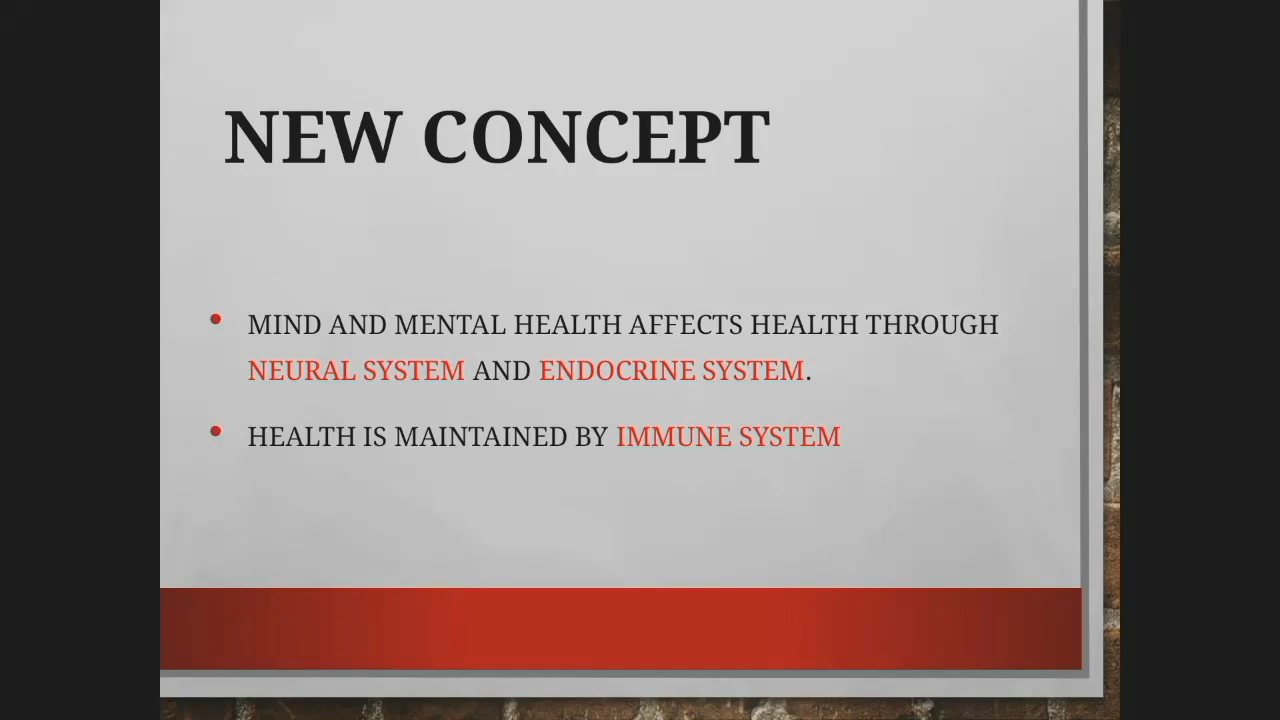 NEW CONCEPT
• MIND AND MENTAL HEALTH AFFECTS HEALTH THROUGH
NEURAL SYSTEM AND ENDOCRINE SYSTEM.
• HEALTH IS MAINTAINED BY IMMUNE SYSTEM